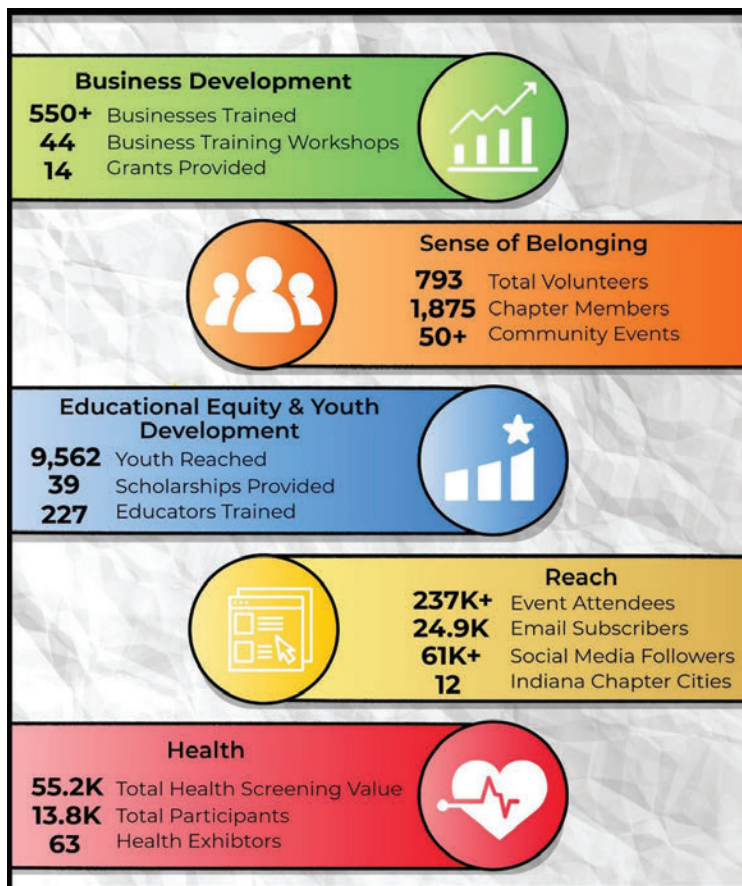 Business Development
550+ Businesses Trained
44 Business Training Workshops
14 Grants Provided
Sense of Belonging
793 Total Volunteers
1,875 Chapter Members
50+ Community Events
Educational Equity & Youth
Development
9,562 Youth Reached
39 Scholarships Provided
227 Educators Trained
Reach
237K+ Event Attendees
24.9K Email Subscribers
61K+ Social Media Followers
12 Indiana Chapter Cities
Health
55.2K Total Health Screening Value
13.8K Total Participants
63 Health Exhibtors